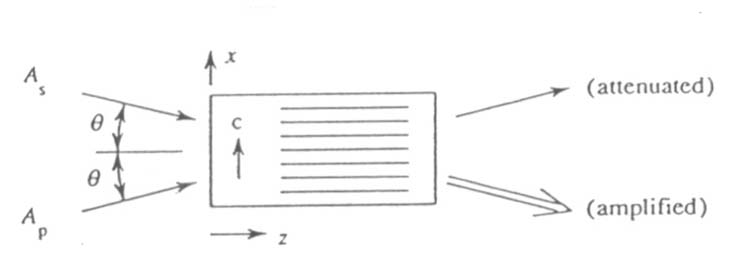 x
A_s
(attenuated)
θ
c
θ
A_p
(amplified)
z